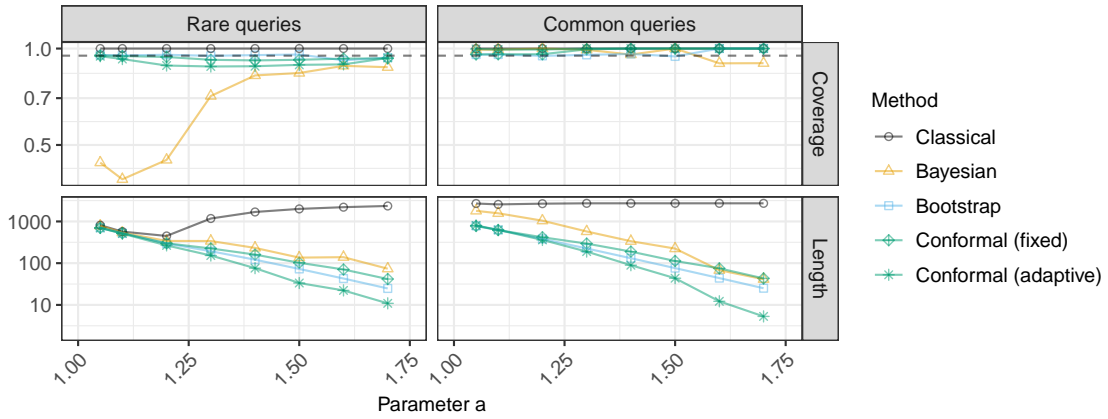 Rare queries
Common queries
1.0
0.7
0.5
Coverage
1000
100
10
Length
1.00
1.25
1.50
1.75
1.00
1.25
1.50
1.75
Parameter a
Method
Classical
Bayesian
Bootstrap
Conformal (fixed)
Conformal (adaptive)